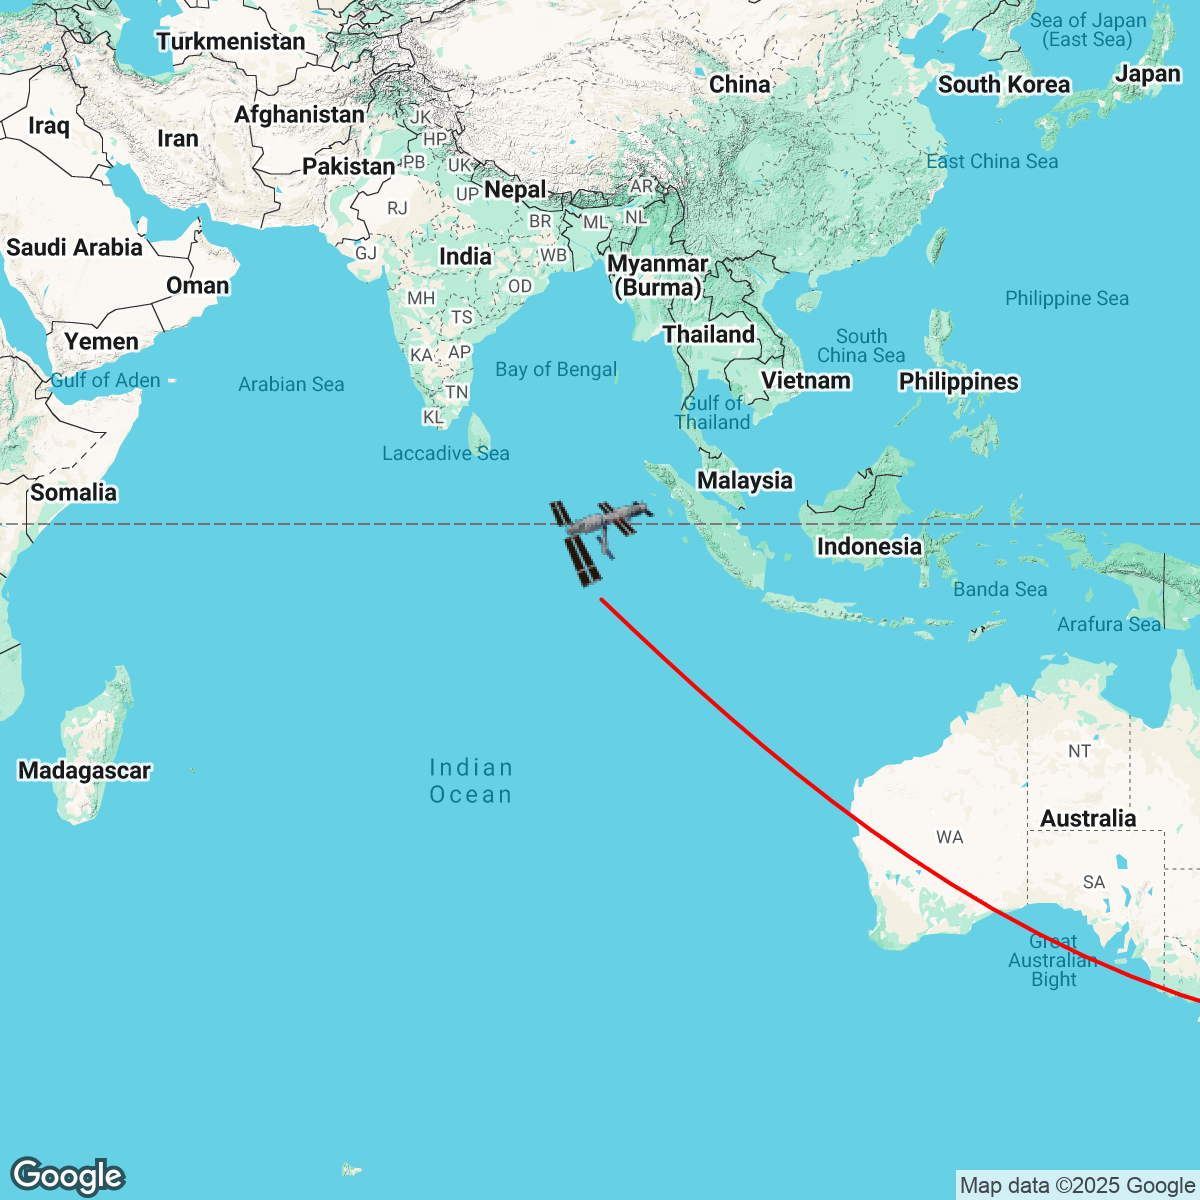 Sea of Japan
(East Sea)
Turkmenistan
China
South Korea
Japan
Afghanistan
JK
Iraq
Iran
HP
Pakistan
PB
UK
East China Sea
Nepal
UP
AR
RJ
BR
ML
NL
Saudi Arabia
GJ
India
WB
Myanmar
(Burma)
Oman
OD
MH
Philippine Sea
TS
Yemen
Thailand
South
China Sea
KA
AP
Bay of Bengal
Gulf of Aden
Arabian Sea
Vietnam
Philippines
TN
Gulf of
Thailand
KL
Laccadive Sea
Malaysia
Somalia
Indonesia
Banda Sea
Arafura Sea
NT
Madagascar
Indian
Ocean
Australia
WA
SA
Great
Australian
Bight
Google
Map data ©2025 Google